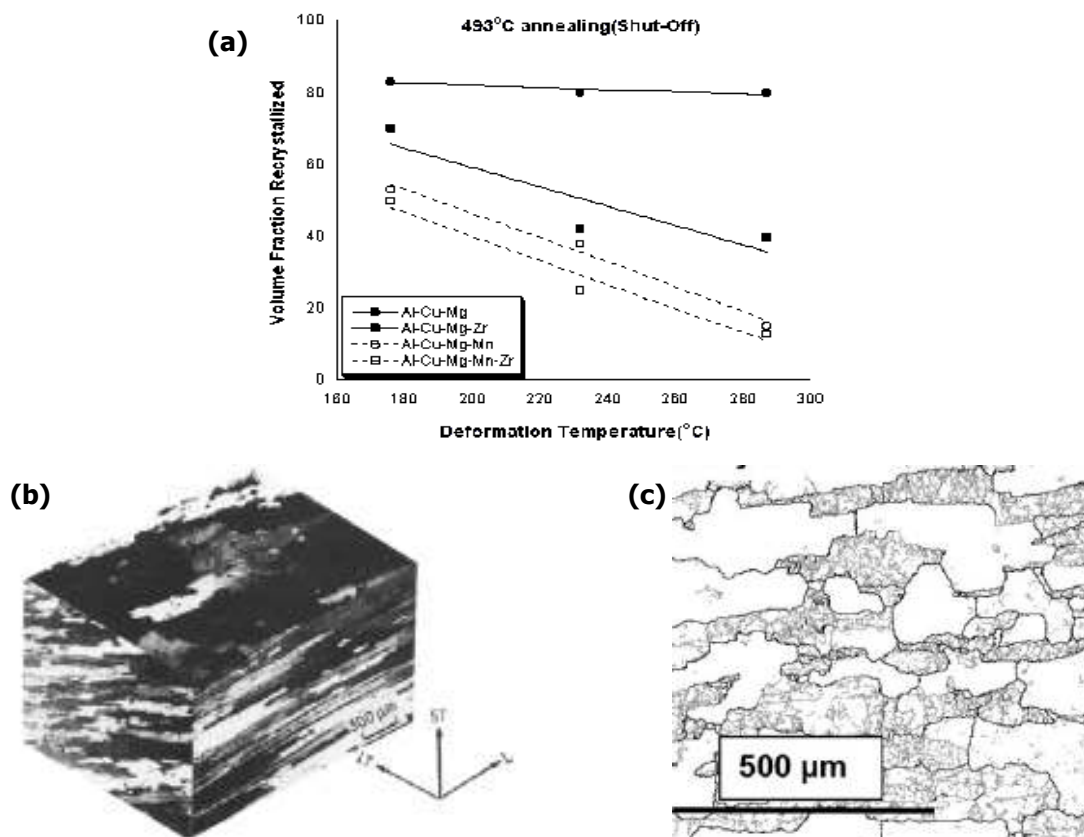 (a)
493°C annealing(Shut-Off)
100
80
60
40
20
0
Volume Fraction Recrystallized
Al-Cu-Mg
Al-Cu-Mg-Zr
Al-Cu-Mg-Mn
Al-Cu-Mg-Mn-Zr
160 180 200 220 240 260 280 300
Deformation Temperature(°C)
(b)
100 µm
ST
LT
L
(c)
500 µm